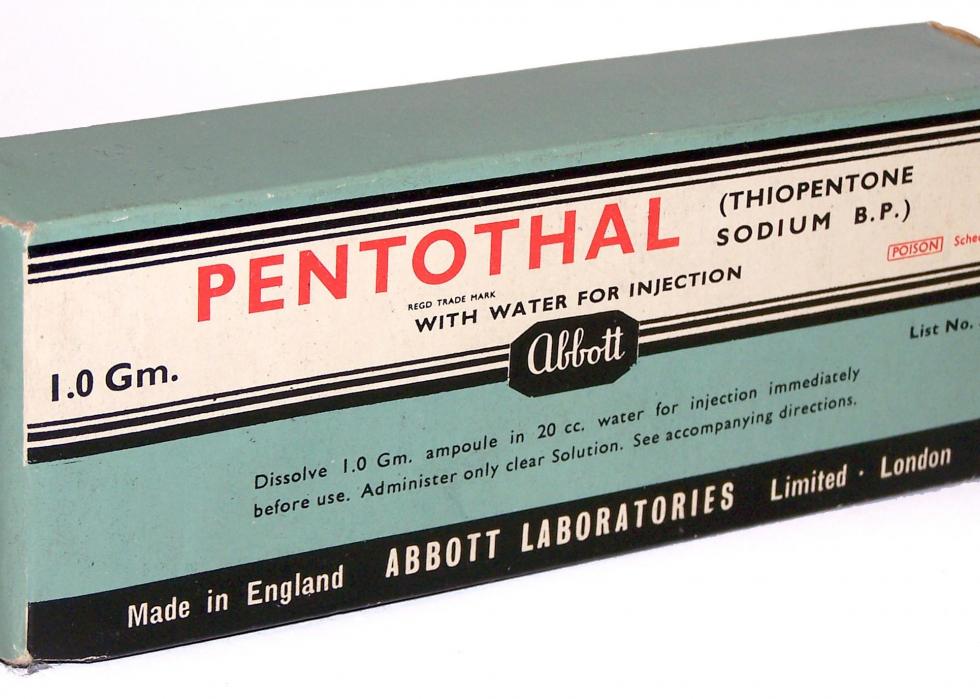 PENTOTHAL
(THIOPENTONE
SODIUM B.P.)
POISON
REGD TRADE MARK
WITH WATER FOR INJECTION
1.0 Gm.
Abbott
List No.
Dissolve 1.0 Gm. ampoule in 20 cc. water for injection immediately
before use. Administer only clear Solution. See accompanying directions.
Made in England ABBOTT LABORATORIES Limited · London